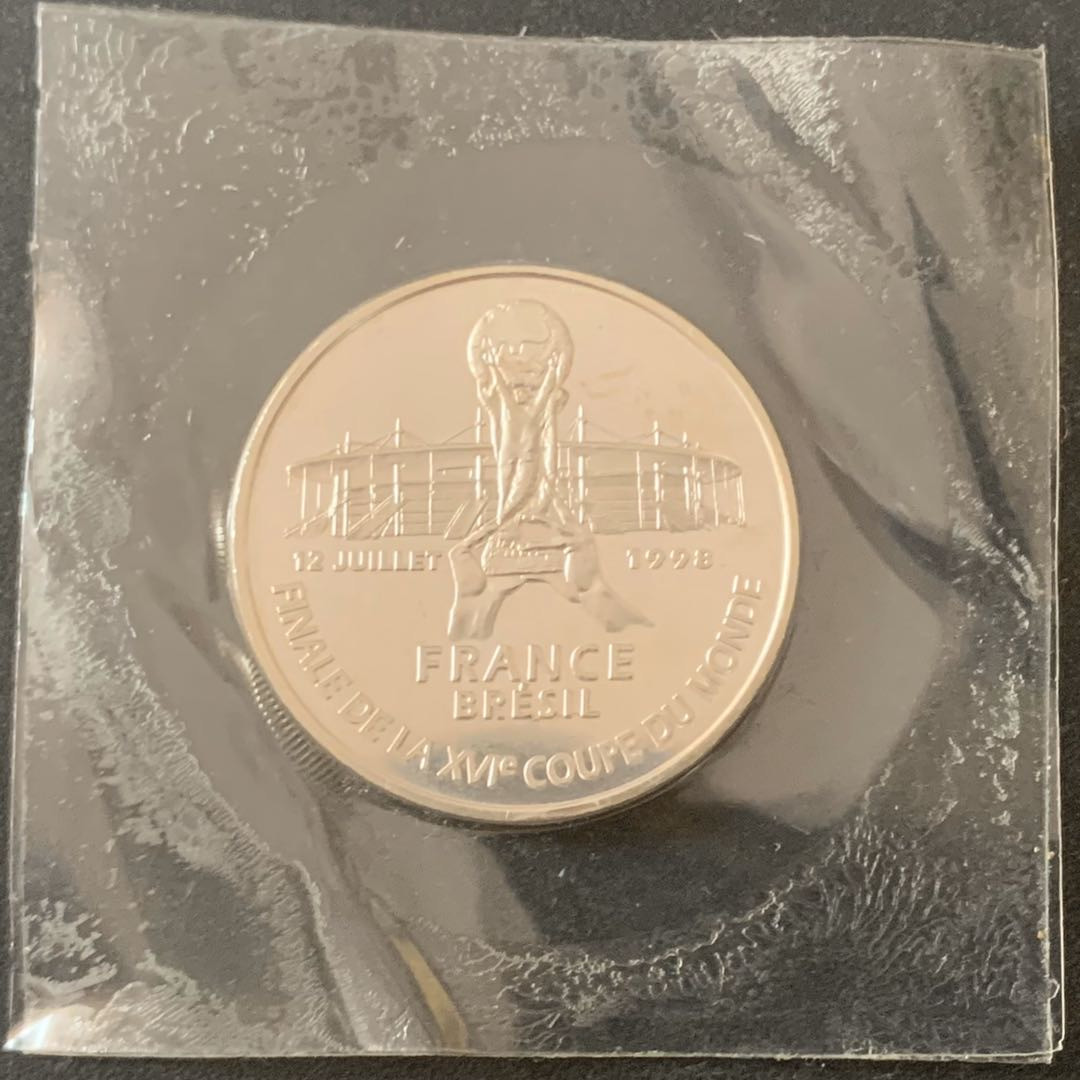 12 JUILLET 1998
FRANCE
BRÉSIL
FINALE DE LA XVIe COUPE DU MONDE